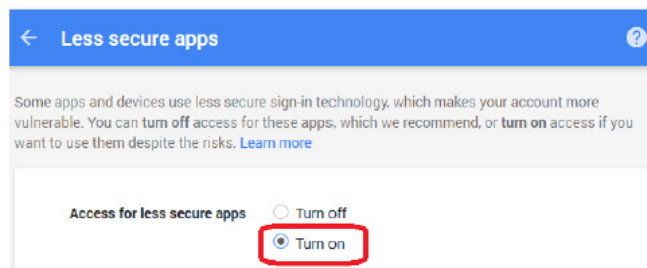 Less secure apps
Some apps and devices use less secure sign-in technology, which makes your account more
vulnerable. You can turn off access for these apps, which we recommend, or turn on access if you
want to use them despite the risks. Learn more
Access for less secure apps
Turn off
Turn on